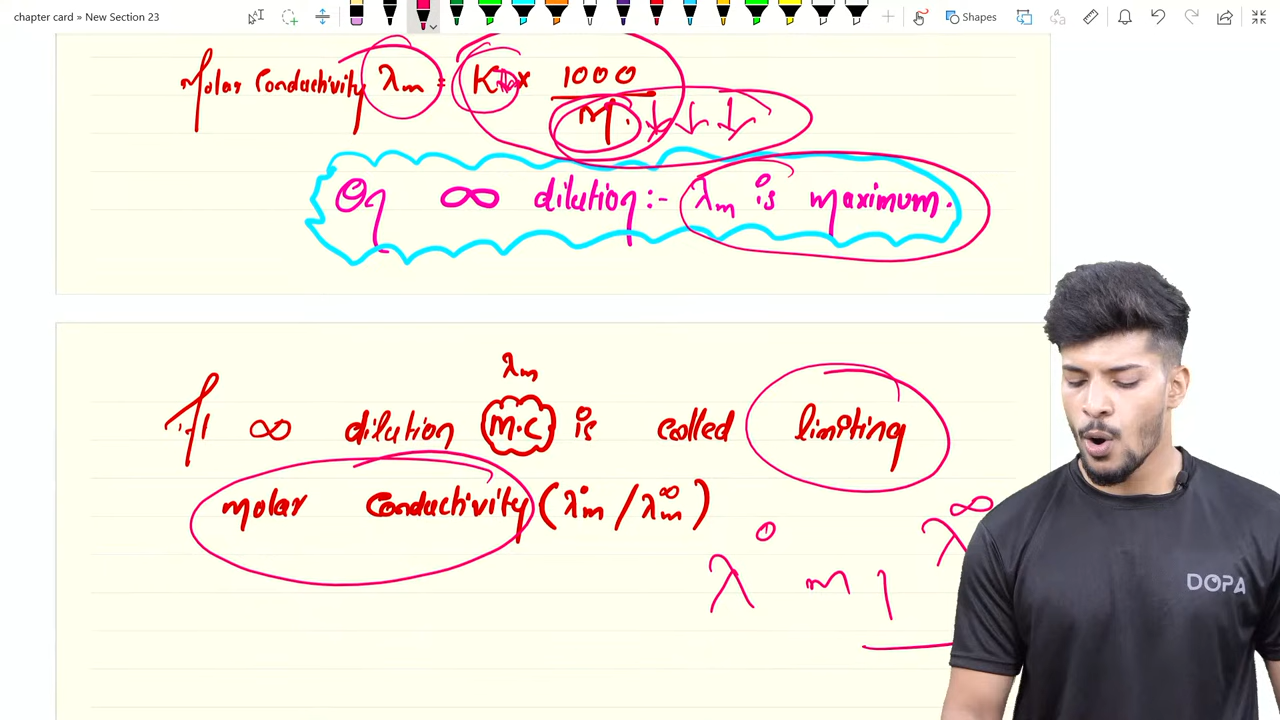 chapter card » New Section 23
Shapes
Molar Conductivity λm = K × 1000
M.
On ∞ dilution:- λm is maximum.
λm
At ∞ dilution (M.C) is called limiting
molar conductivity (λ°m / λ∞m)
λ° m / λ∞
DOPA